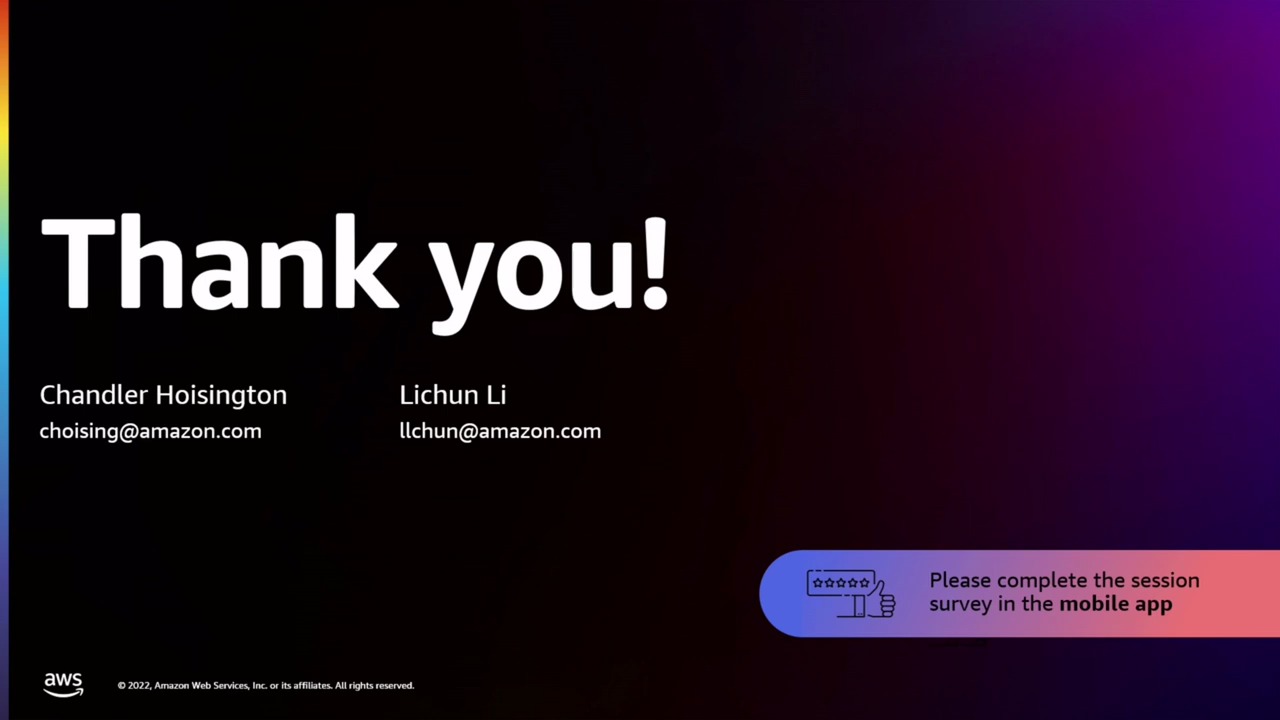 Thank you!
Chandler Hoisington
choising@amazon.com
Lichun Li
llchun@amazon.com
Please complete the session
survey in the mobile app
aws
© 2022, Amazon Web Services, Inc. or its affiliates. All rights reserved.